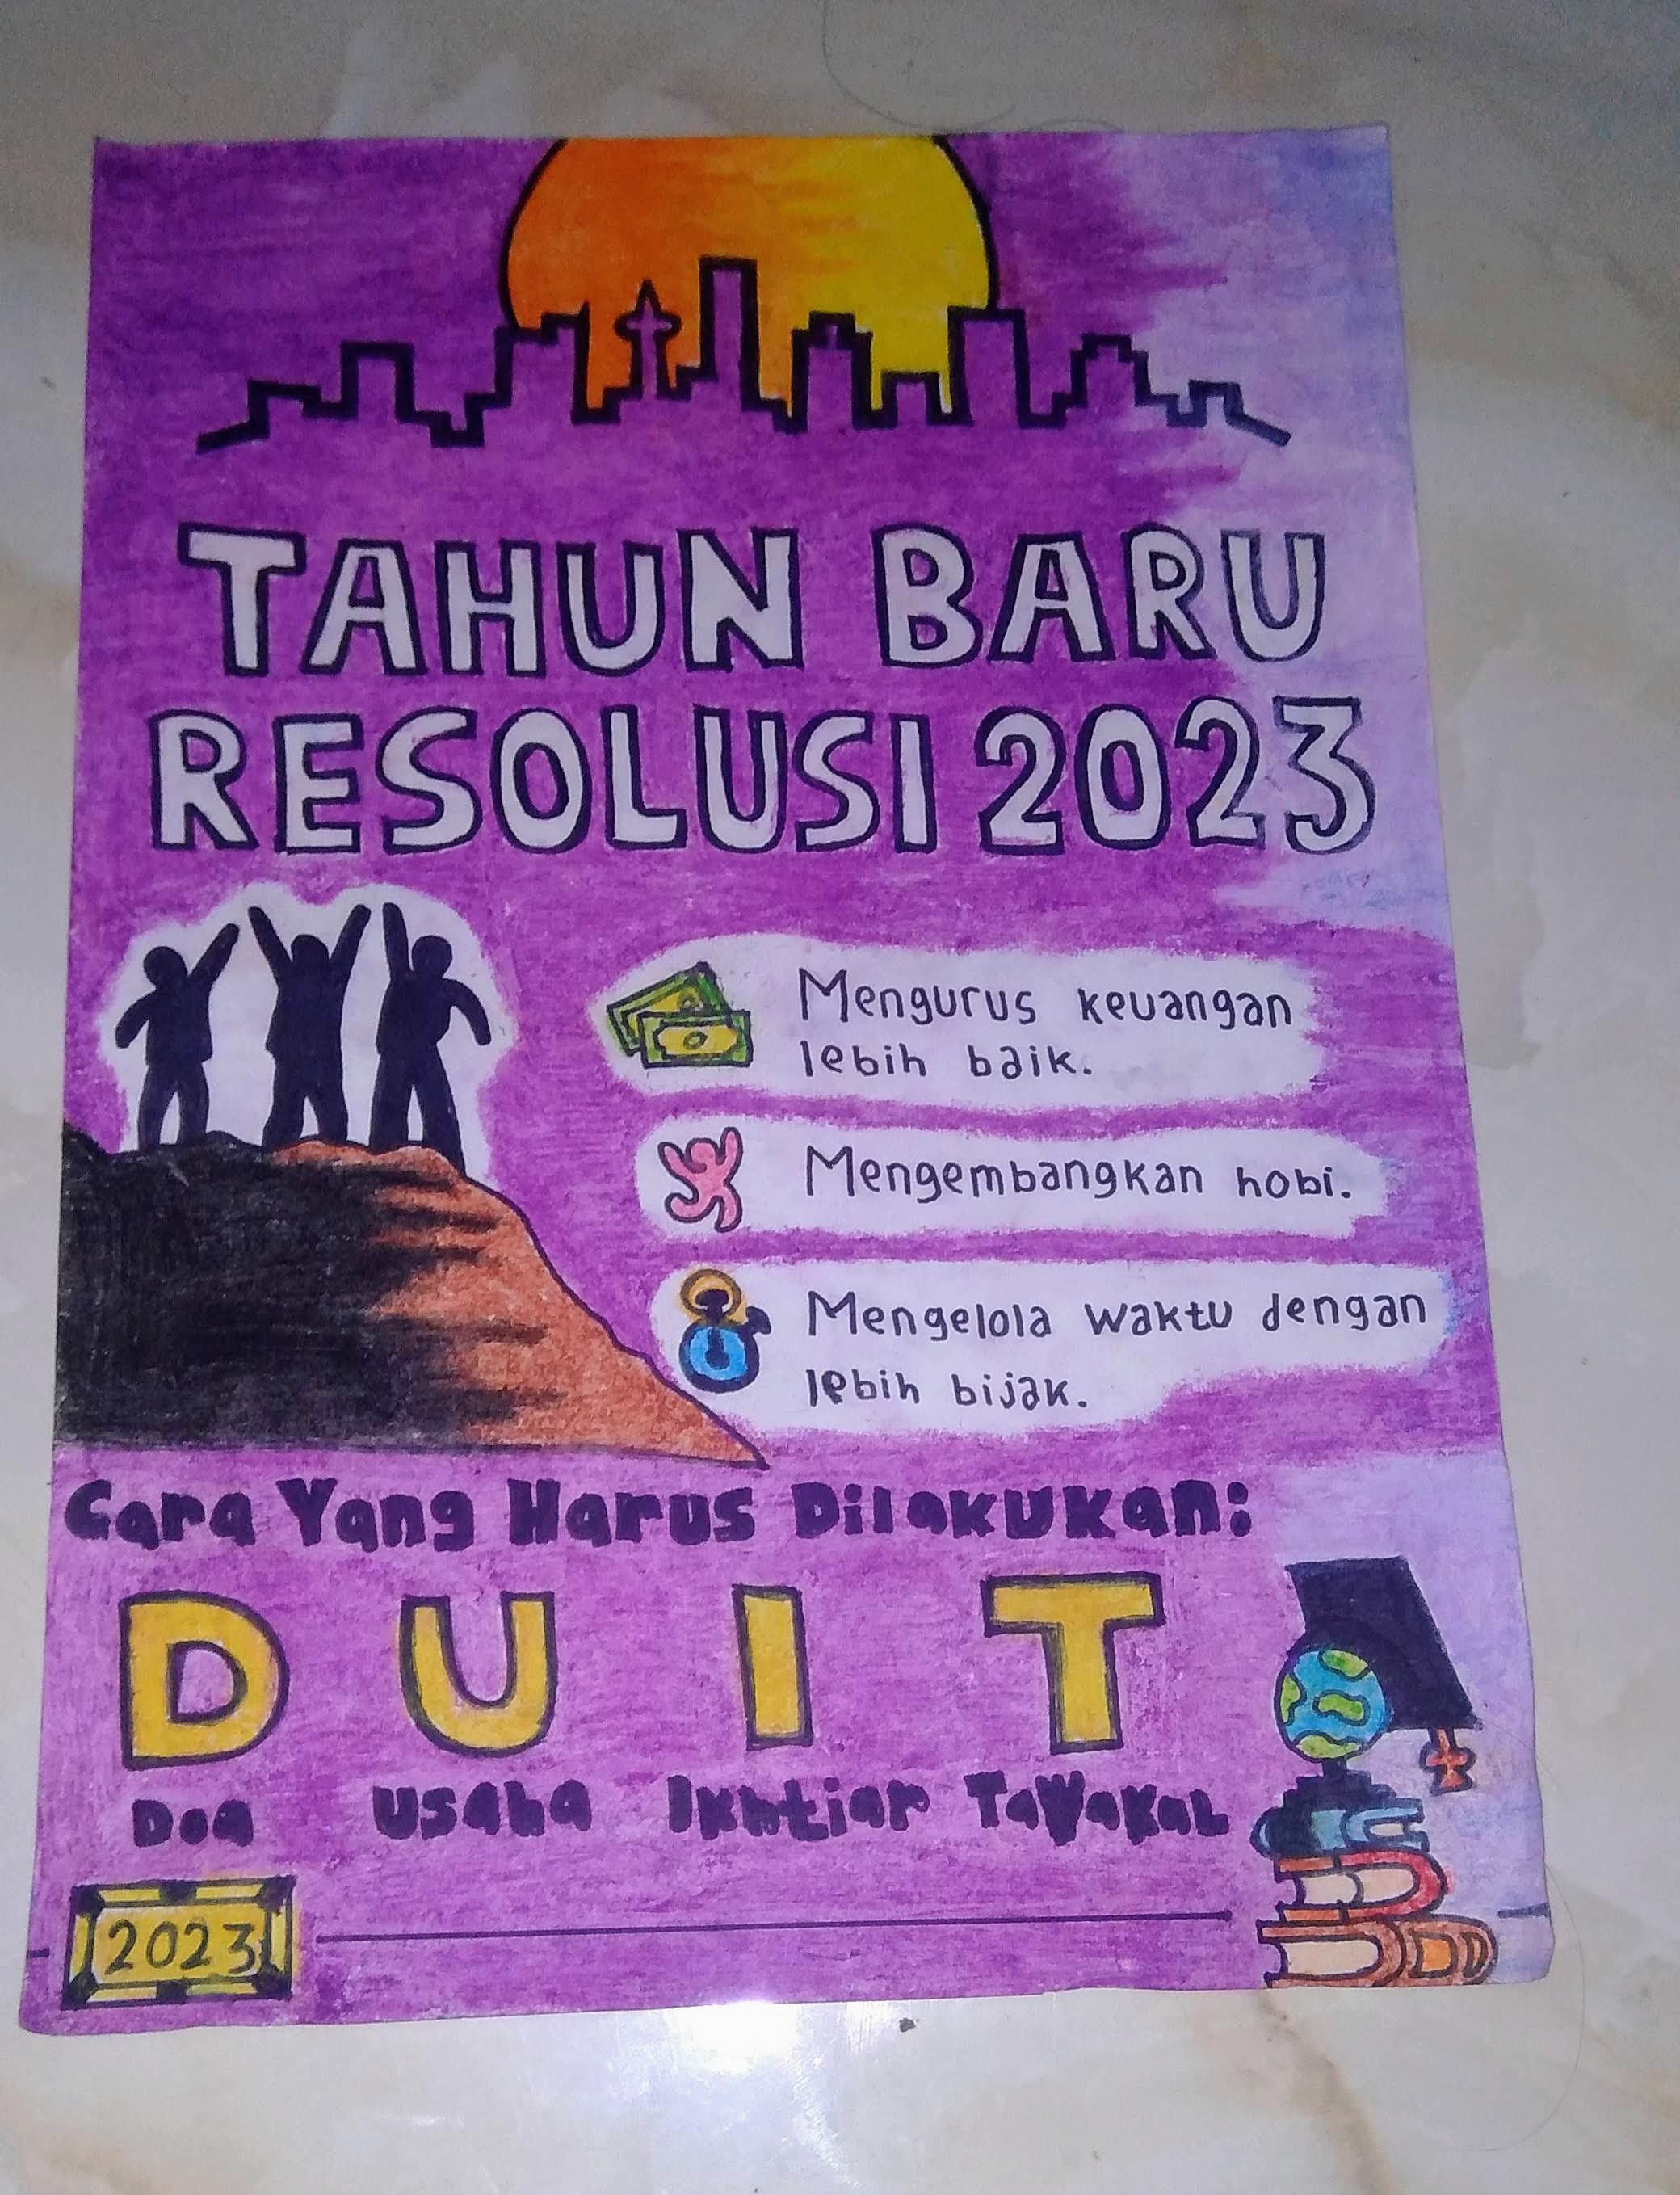 TAHUN BARU
RESOLUSI 2023
Mengurus keuangan
lebih baik.
Mengembangkan hobi.
Mengelola waktu dengan
lebih bijak.
Cara Yang Harus Dilakukan:
D U I T
Doa Usaha Ikhtiar Tawakal
2023